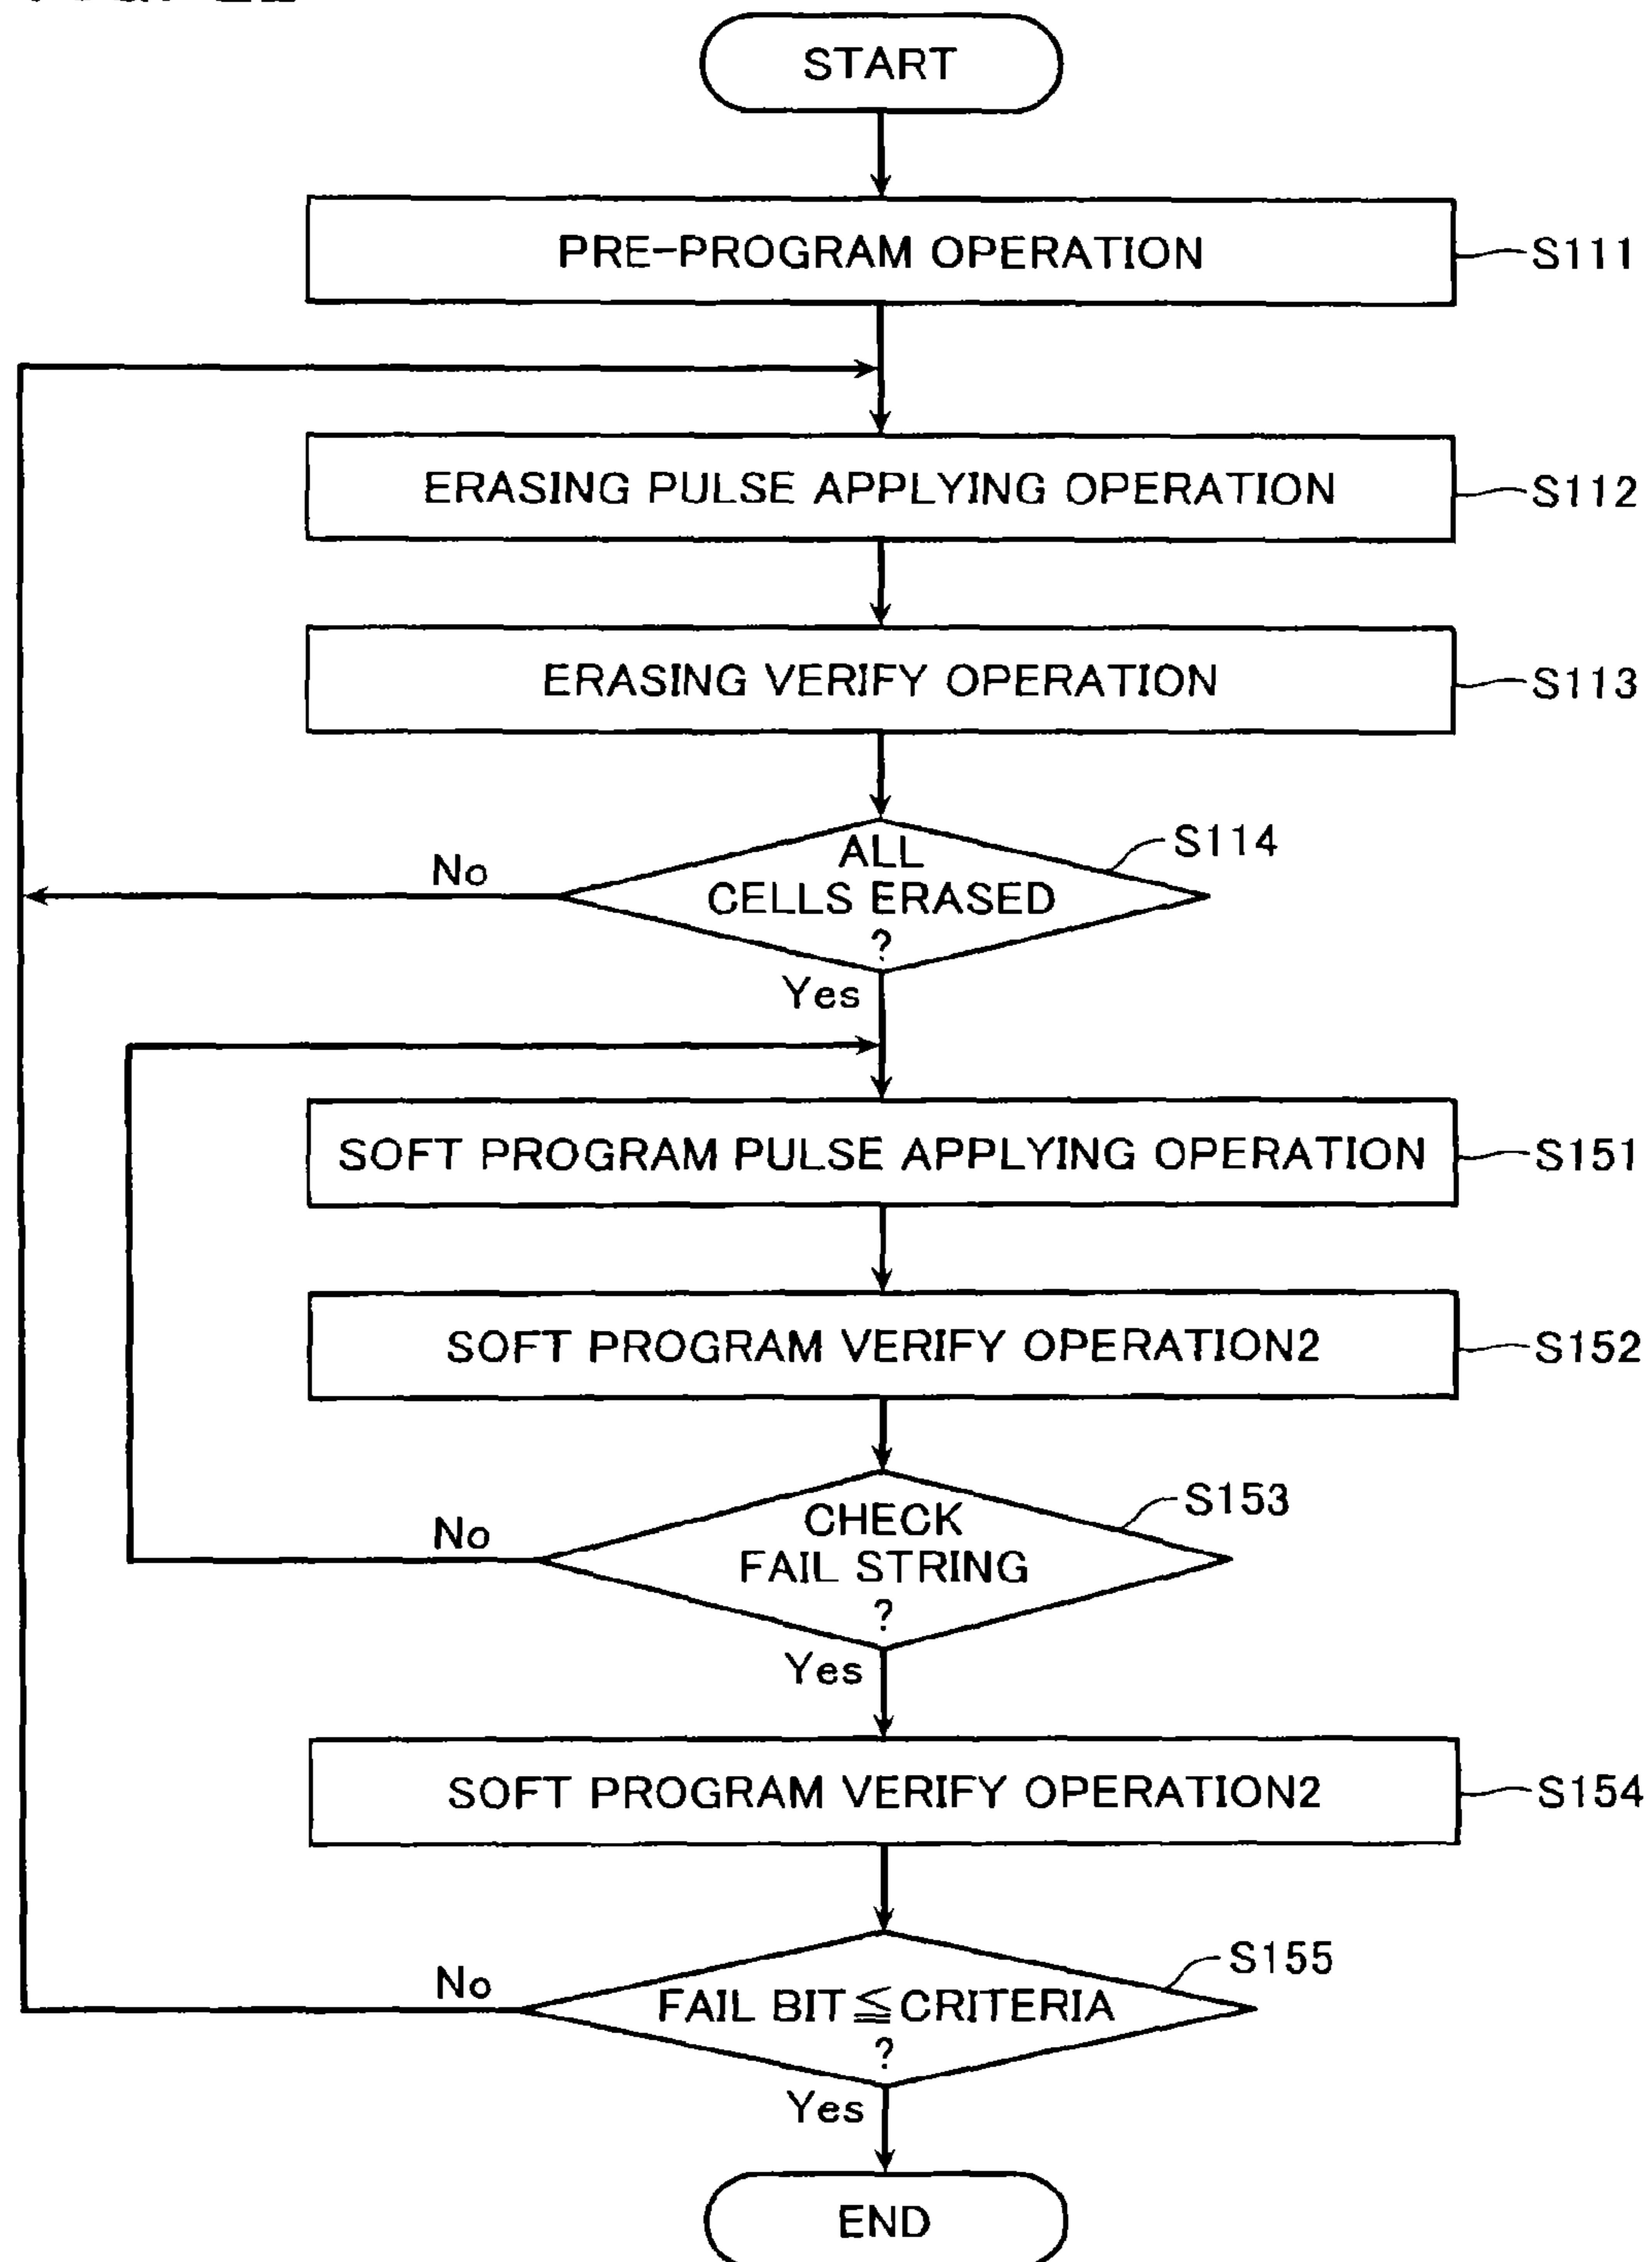 START
PRE-PROGRAM OPERATION
S111
ERASING PULSE APPLYING OPERATION
S112
ERASING VERIFY OPERATION
S113
ALL
CELLS ERASED
?
S114
No
Yes
SOFT PROGRAM PULSE APPLYING OPERATION
S151
SOFT PROGRAM VERIFY OPERATION2
S152
CHECK
FAIL STRING
?
S153
No
Yes
SOFT PROGRAM VERIFY OPERATION2
S154
FAIL BIT≦CRITERIA
?
S155
No
Yes
END